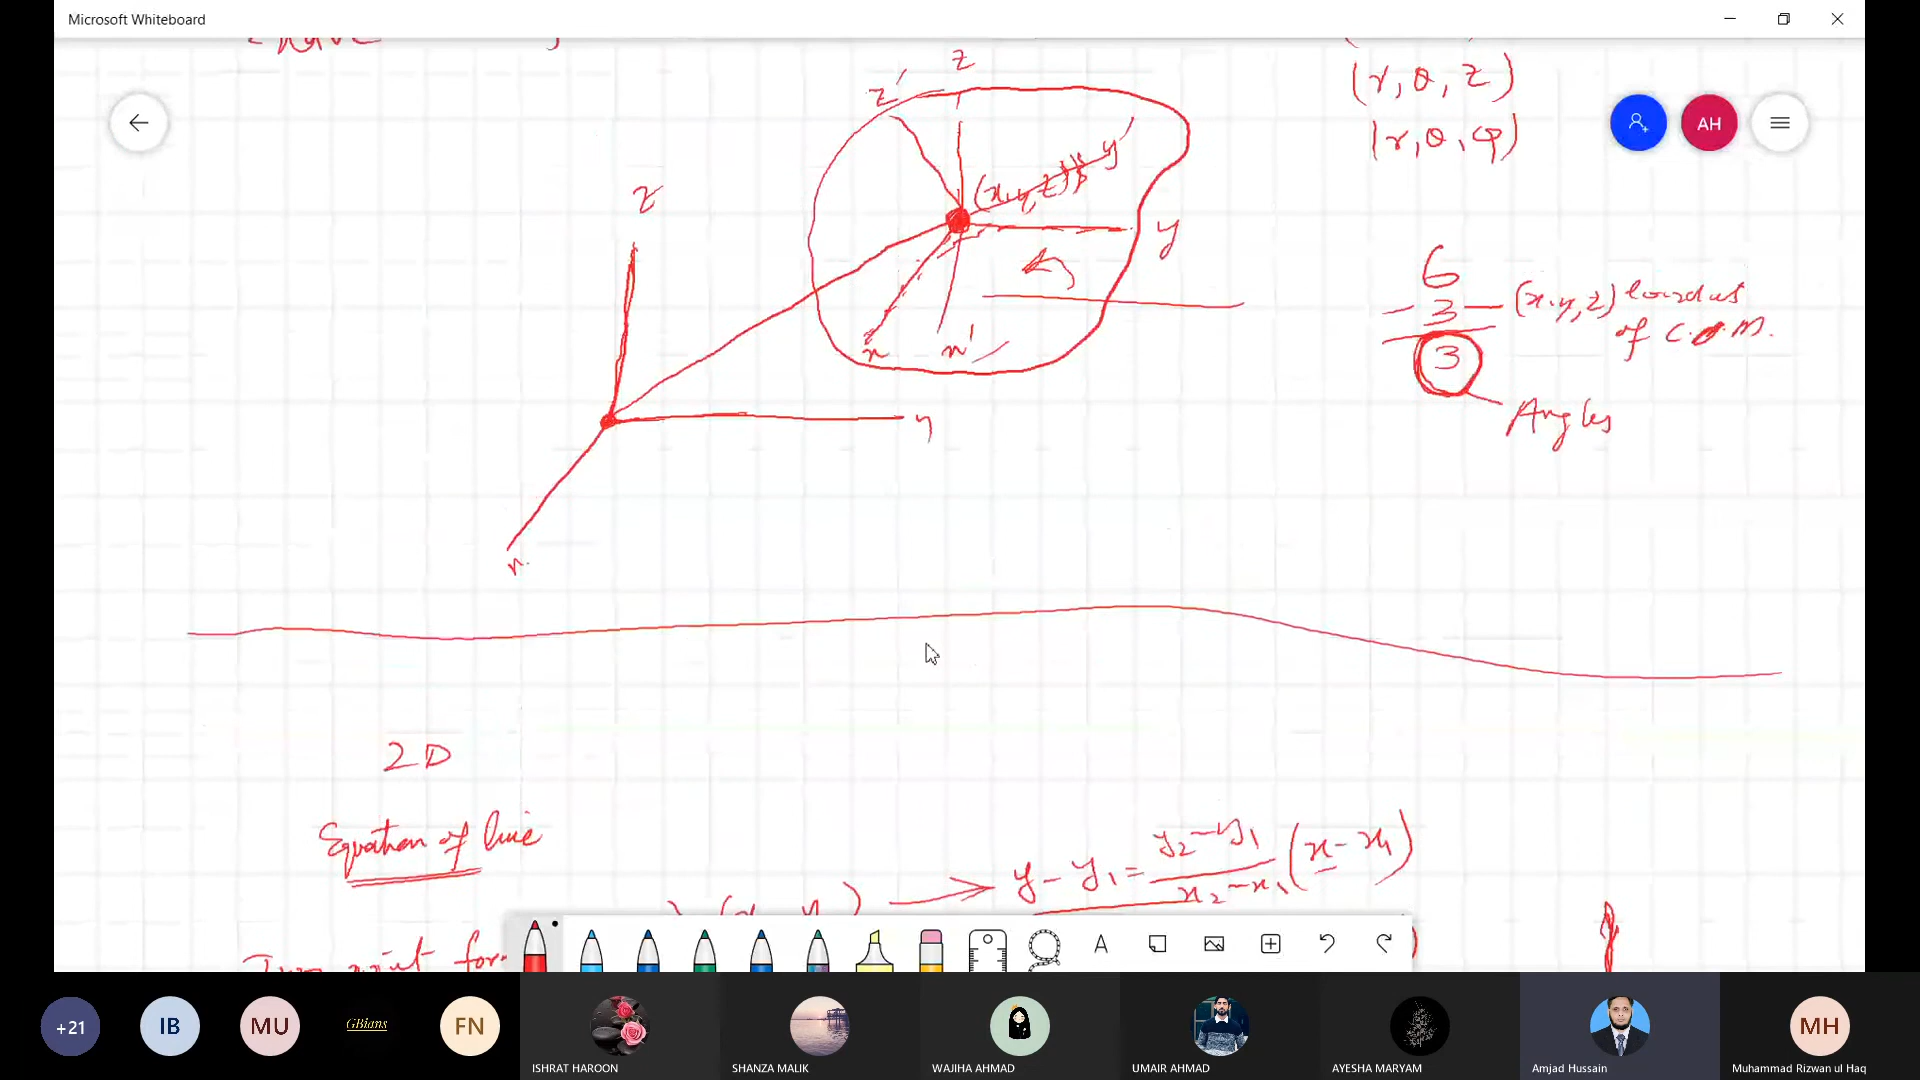 Microsoft Whiteboard
z
z'
(r, θ, z)
(r, θ, φ)
AH
y'
(x, y, z)
z
y
6
- 3 - (x, y, z)
of C.O.M.
x
x'
3
Angles
y
x
2D
Equation of line
y - y₁ = y₂ - y₁ / x₂ - x₁ (x - x₁)
A
+21
IB
MU
GBians
FN
MH
ISHRAT HAROON
SHANZA MALIK
WAJIHA AHMAD
UMAIR AHMAD
AYESHA MARYAM
Amjad Hussain
Muhammad Rizwan ul Haq